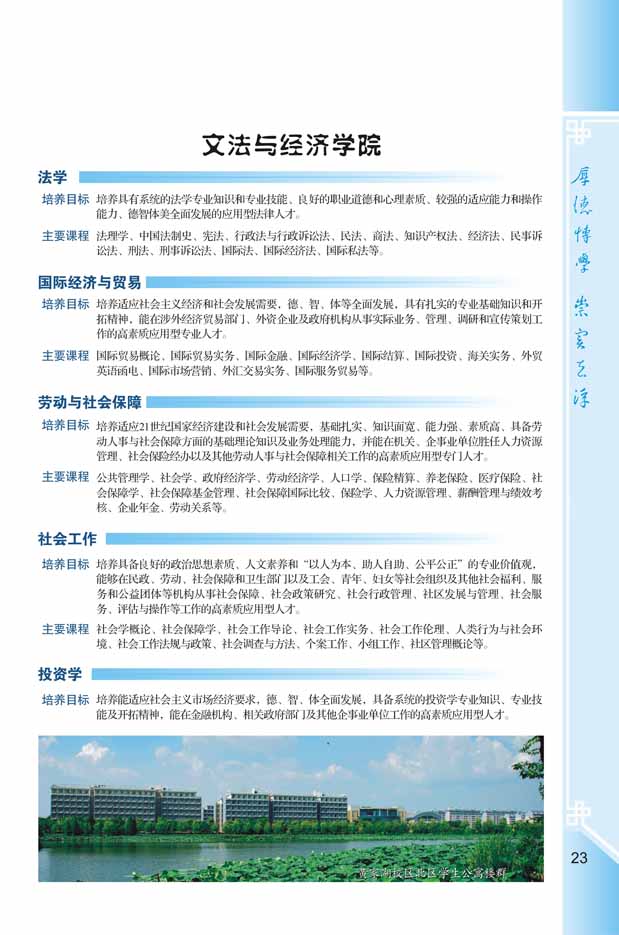 文法与经济学院
法学
培养目标 培养具有系统的法学专业知识和专业技能、良好的职业道德和心理素质、较强的适应能力和操作
能力、德智体美全面发展的应用型法律人才。
主要课程 法理学、中国法制史、宪法、行政法与行政诉讼法、民法、商法、知识产权法、经济法、民事诉
讼法、刑法、刑事诉讼法、国际法、国际经济法、国际私法等。
国际经济与贸易
培养目标 培养适应社会主义经济和社会发展需要，德、智、体等全面发展，具有扎实的专业基础知识和开
拓精神，能在涉外经济贸易部门、外资企业及政府机构从事实际业务、管理、调研和宣传策划工
作的高素质应用型专业人才。
主要课程 国际贸易概论、国际贸易实务、国际金融、国际经济学、国际结算、国际投资、海关实务、外贸
英语函电、国际市场营销、外汇交易实务、国际服务贸易等。
劳动与社会保障
培养目标 培养适应21世纪国家经济建设和社会发展需要，基础扎实、知识面宽、能力强、素质高、具备劳
动人事与社会保障方面的基础理论知识及业务处理能力，并能在机关、企事业单位胜任人力资源
管理、社会保险经办以及其他劳动人事与社会保障相关工作的高素质应用型专门人才。
主要课程 公共管理学、社会学、政府经济学、劳动经济学、人口学、保险精算、养老保险、医疗保险、社
会保障学、社会保障基金管理、社会保障国际比较、保险学、人力资源管理、薪酬管理与绩效考
核、企业年金、劳动关系等。
社会工作
培养目标 培养具备良好的政治思想素质、人文素养和“以人为本、助人自助、公平公正”的专业价值观，
能够在民政、劳动、社会保障和卫生部门以及工会、青年、妇女等社会组织及其他社会福利、服
务和公益团体等机构从事社会保障、社会政策研究、社会行政管理、社区发展与管理、社会服
务、评估与操作等工作的高素质应用型人才。
主要课程 社会学概论、社会保障学、社会工作导论、社会工作实务、社会工作伦理、人类行为与社会环
境、社会工作法规与政策、社会调查与方法、个案工作、小组工作、社区管理概论等。
投资学
培养目标 培养能适应社会主义市场经济要求，德、智、体全面发展，具备系统的投资学专业知识、专业技
能及开拓精神，能在金融机构、相关政府部门及其他企事业单位工作的高素质应用型人才。
黄家湖校区北区学生公寓楼群
厚德博學 崇实
23